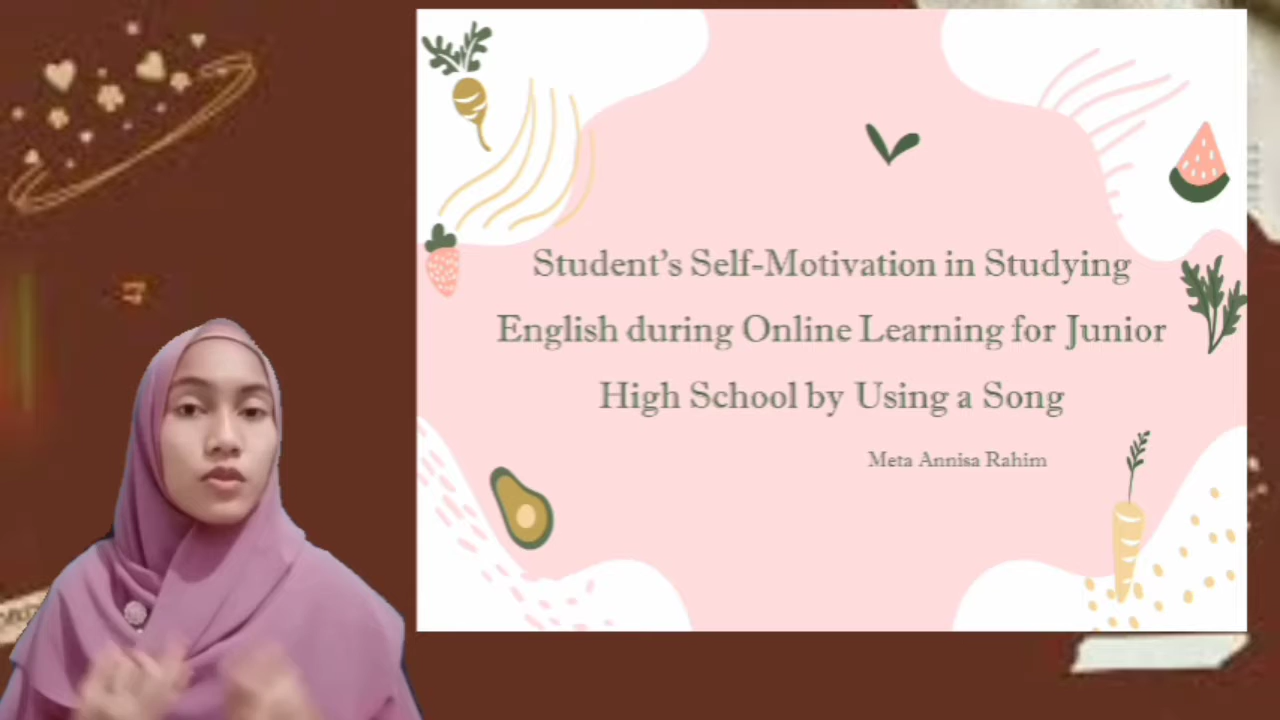 Student's Self-Motivation in Studying
English during Online Learning for Junior
High School by Using a Song
Meta Annisa Rahim